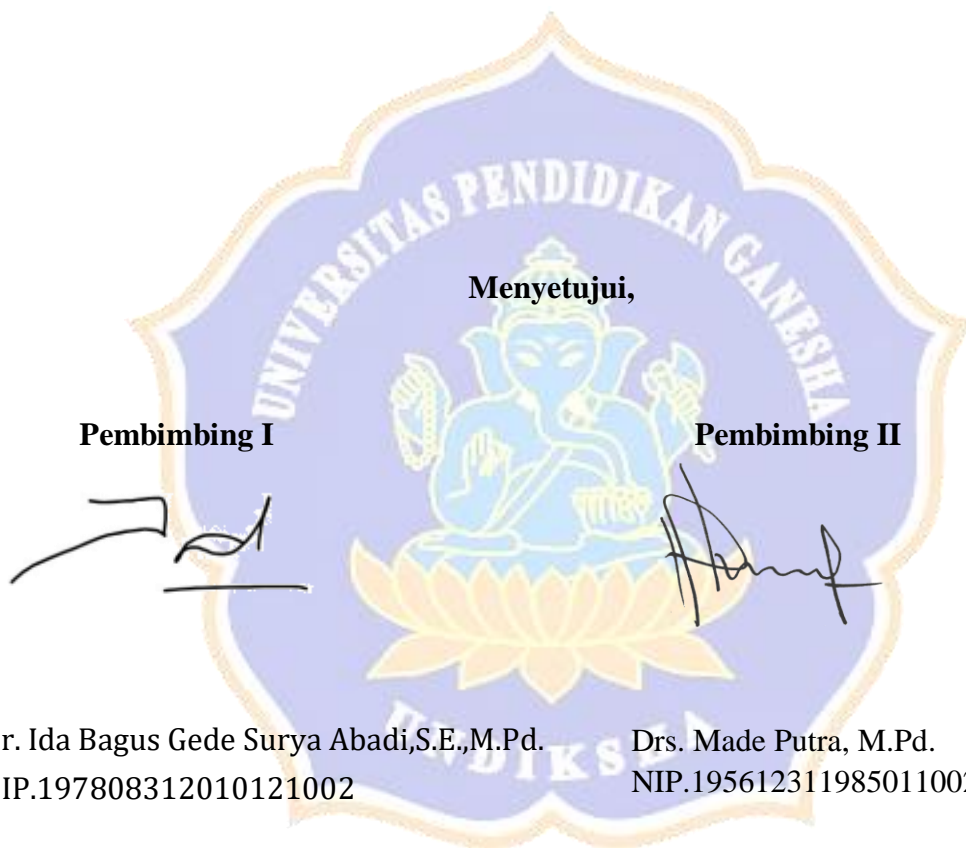 UNIVERSITAS PENDIDIKAN GANESHA
Menyetujui,
Pembimbing I
Pembimbing II
r. Ida Bagus Gede Surya Abadi,S.E.,M.Pd.
Drs. Made Putra, M.Pd.
IP.197808312010121002
NIP.195612311985011002
UNDIKSHA